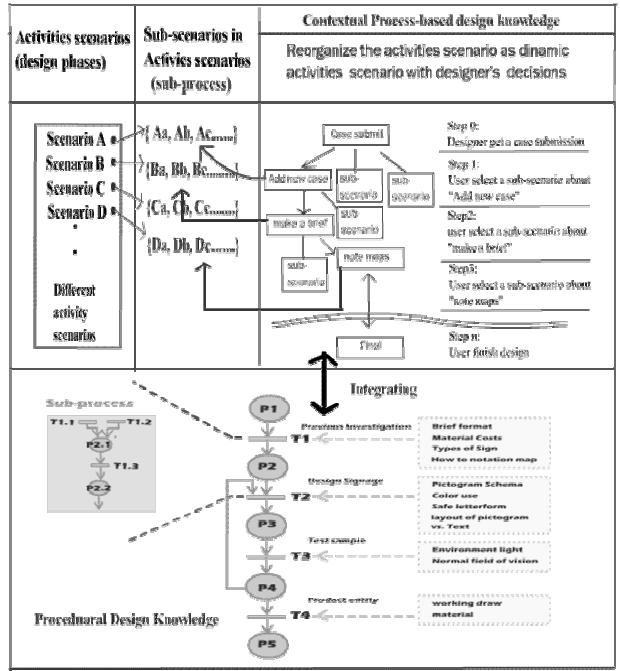 Activities scenarios
(design phases)
Sub-scenarios in
Activies scenarios
(sub-process)
Contextual Process-based design knowledge
Reorganize the activities scenario as dinamic
activities scenario with designer's decisions
Scenario A
Scenario B
Scenario C
Scenario D
.
.
Different
activity
scenarios
{ Aa, Ab, Ac.......}
{Ba, Bb, Bc........}
{Ca, Cb, Cc.......}
{Da, Db, Dc.......}
Case submit
Add new case
sub-
scenario
sub-
scenario
sub-
scenario
make a brief
sub-
scenario
note maps
Final
Step 0:
Designer get a case submission
Step 1:
User select a sub-scenario about
"Add new case"
Step2:
user select a sub-scenario about
"make a brief"
Step3:
User select a sub-scenario about
"note maps"
Step n:
User finish design
Integrating
Sub-process
T1.1
T1.2
P2.1
T1.3
P2.2
P1
Previous Investigation
T1
Brief format
Material Costs
Types of Sign
How to notation map
P2
Design Signage
T2
Pictogram Schema
Color use
Safe letterform
layout of pictogram
vs. Text
P3
Test sample
T3
Environment light
Normal field of vision
P4
Product entity
T4
working draw
material
P5
Procednaral Design Knowledge